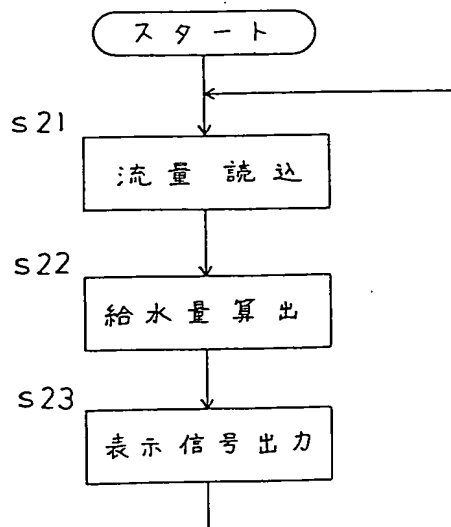 スタート
s21
流量読込
s22
給水量算出
s23
表示信号出力